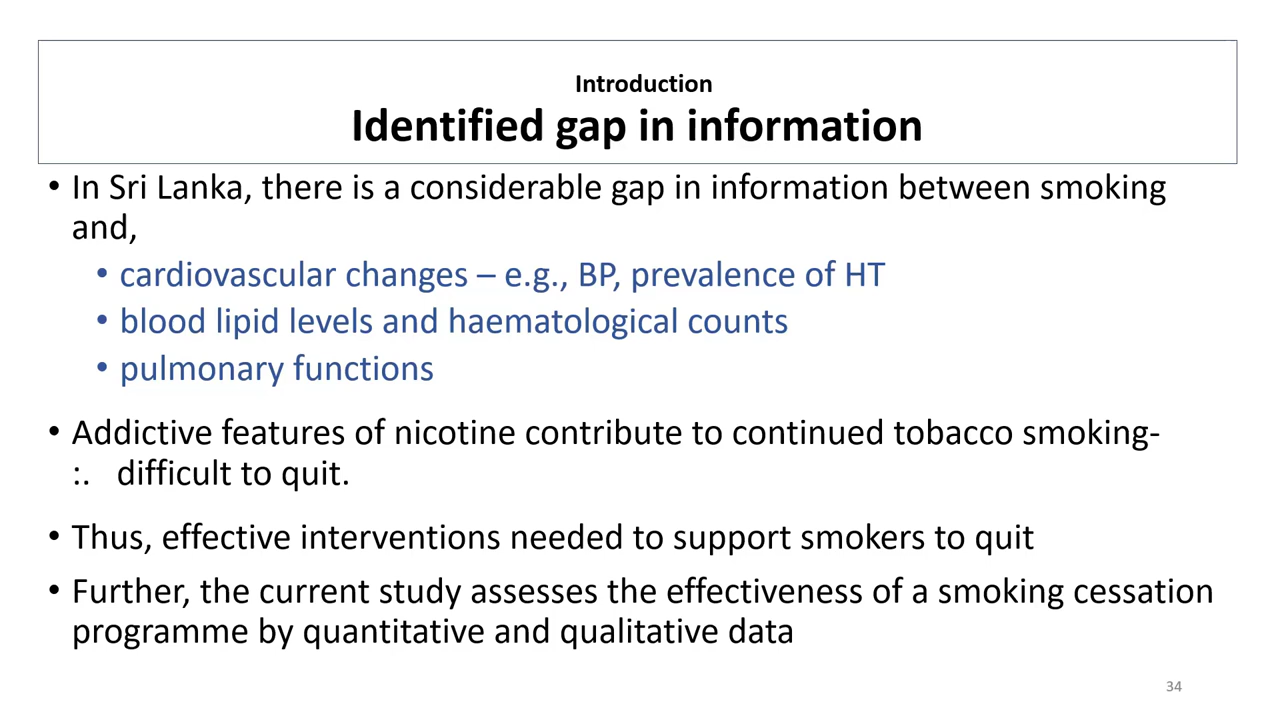 Introduction
Identified gap in information
• In Sri Lanka, there is a considerable gap in information between smoking
and,
• cardiovascular changes – e.g., BP, prevalence of HT
• blood lipid levels and haematological counts
• pulmonary functions
• Addictive features of nicotine contribute to continued tobacco smoking-
:. difficult to quit.
• Thus, effective interventions needed to support smokers to quit
• Further, the current study assesses the effectiveness of a smoking cessation
programme by quantitative and qualitative data
34